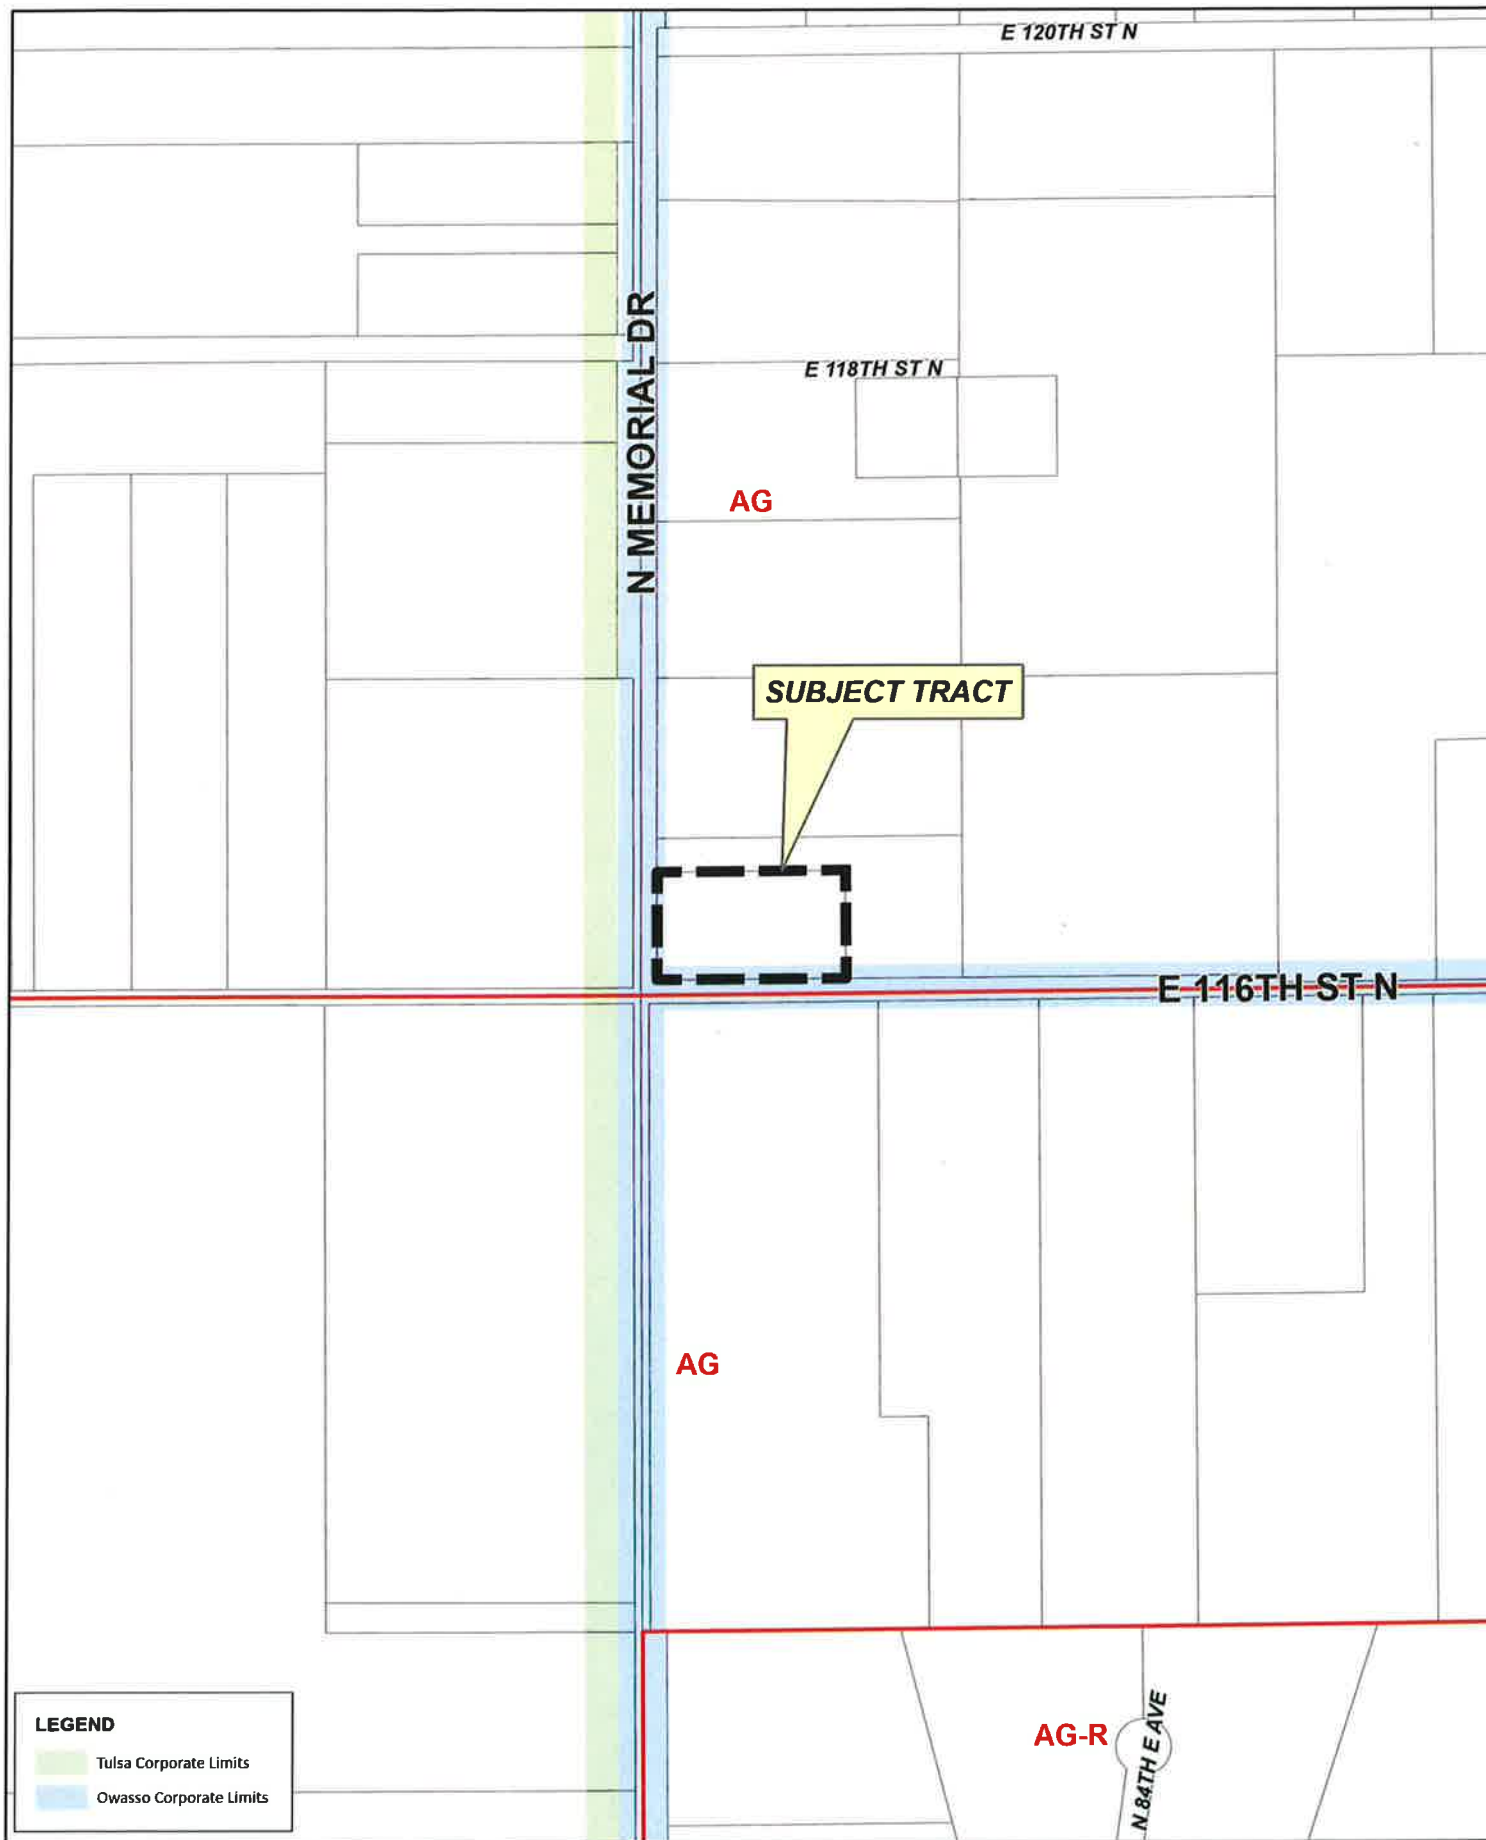 E 120TH ST N
N MEMORIAL DR
E 118TH ST N
AG
SUBJECT TRACT
E 116TH ST N
AG
AG-R
N 84TH E AVE
LEGEND
Tulsa Corporate Limits
Owasso Corporate Limits